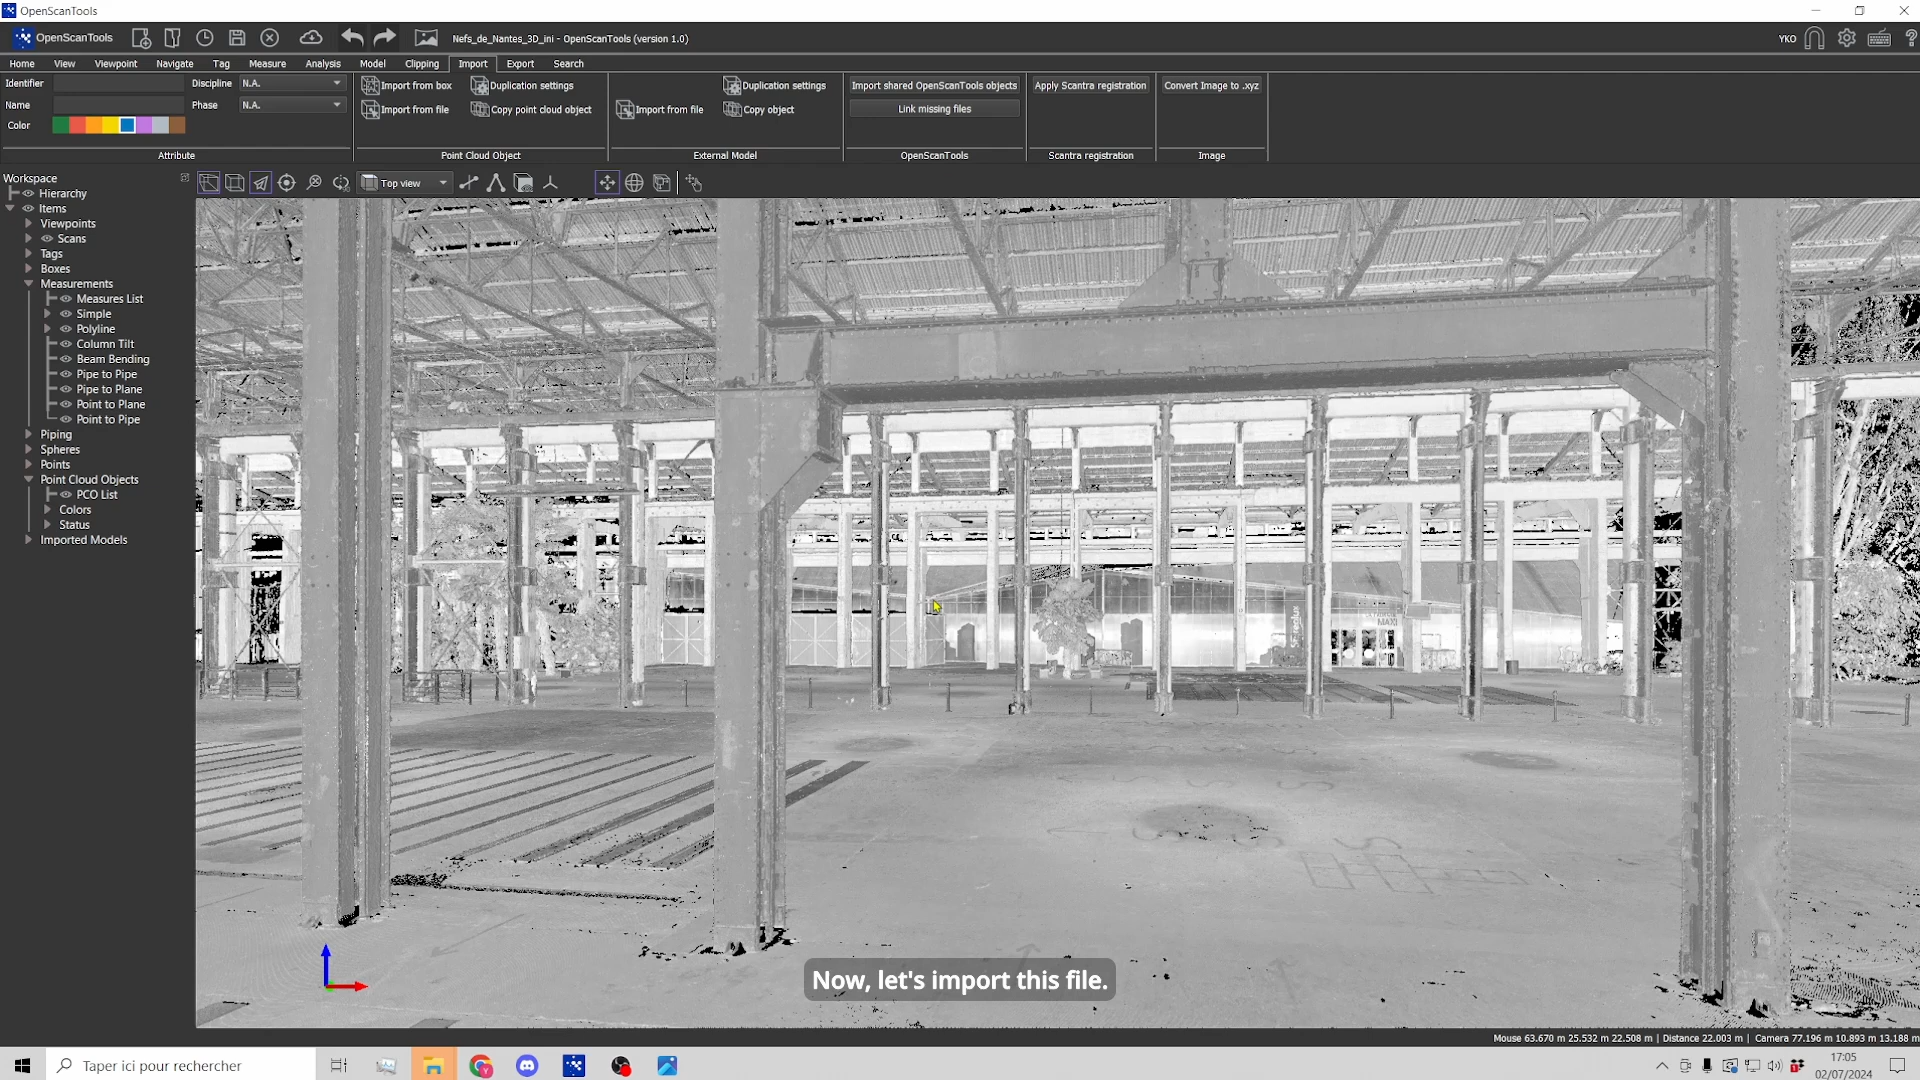 OpenScanTools
OpenScanTools
Nefs_de_Nantes_3D_ini - OpenScanTools (version 1.0)
YKO
Home View Viewpoint Navigate Tag Measure Analysis Model Clipping Import Export Search
Identifier Discipline N.A.
Name Phase N.A.
Color
Attribute
Import from box Duplication settings
Import from file Copy point cloud object
Point Cloud Object
Duplication settings
Import from file Copy object
External Model
Import shared OpenScanTools objects
Link missing files
OpenScanTools
Apply Scantra registration
Scantra registration
Convert Image to .xyz
Image
Workspace
Top view
Hierarchy
Items
Viewpoints
Scans
Tags
Boxes
Measurements
Measures List
Simple
Polyline
Column Tilt
Beam Bending
Pipe to Pipe
Pipe to Plane
Point to Plane
Point to Pipe
Piping
Spheres
Points
Point Cloud Objects
PCO List
Colors
Status
Imported Models
MAXI
Now, let's import this file.
Mouse 63.670 m 25.532 m 22.508 m | Distance 22.003 m | Camera 77.196 m 10.893 m 13.188 m
Taper ici pour rechercher
17:05
02/07/2024